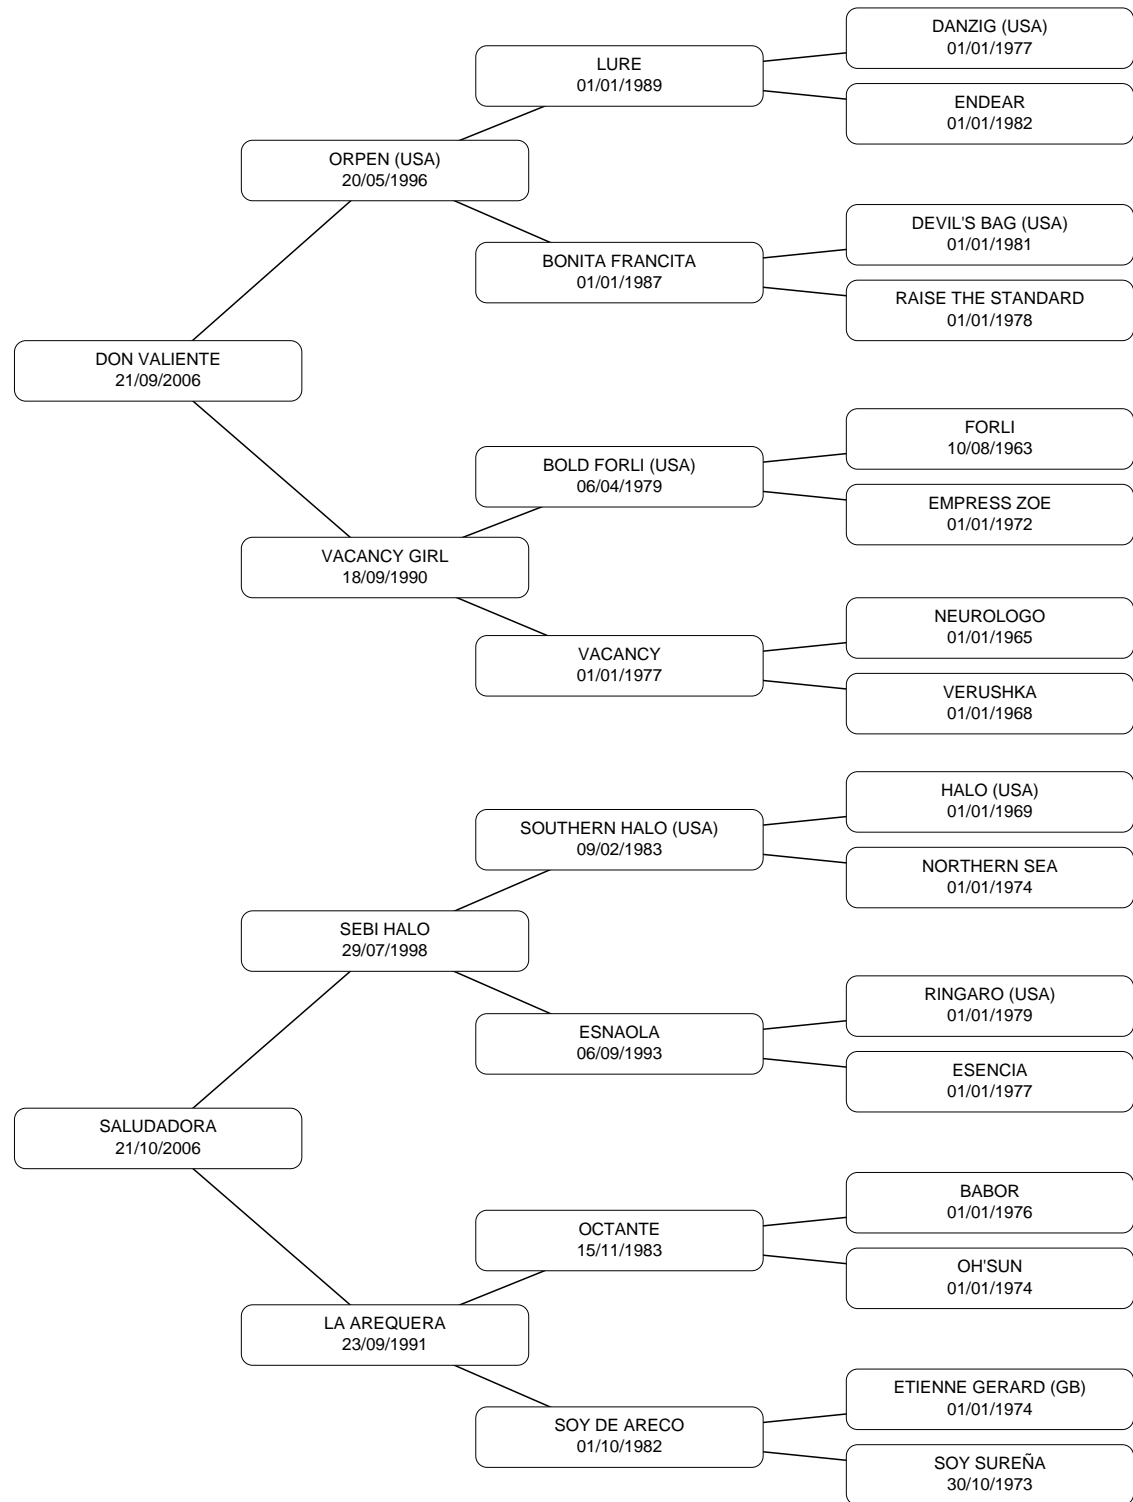 DANZIG (USA)
01/01/1977
LURE
01/01/1989
ENDEAR
01/01/1982
ORPEN (USA)
20/05/1996
DEVIL'S BAG (USA)
01/01/1981
BONITA FRANCITA
01/01/1987
RAISE THE STANDARD
01/01/1978
DON VALIENTE
21/09/2006
FORLI
10/08/1963
BOLD FORLI (USA)
06/04/1979
EMPRESS ZOE
01/01/1972
VACANCY GIRL
18/09/1990
NEUROLOGO
01/01/1965
VACANCY
01/01/1977
VERUSHKA
01/01/1968
HALO (USA)
01/01/1969
SOUTHERN HALO (USA)
09/02/1983
NORTHERN SEA
01/01/1974
SEBI HALO
29/07/1998
RINGARO (USA)
01/01/1979
ESNAOLA
06/09/1993
ESENCIA
01/01/1977
SALUDADORA
21/10/2006
BABOR
01/01/1976
OCTANTE
15/11/1983
OH'SUN
01/01/1974
LA AREQUERA
23/09/1991
ETIENNE GERARD (GB)
01/01/1974
SOY DE ARECO
01/10/1982
SOY SUREÑA
30/10/1973